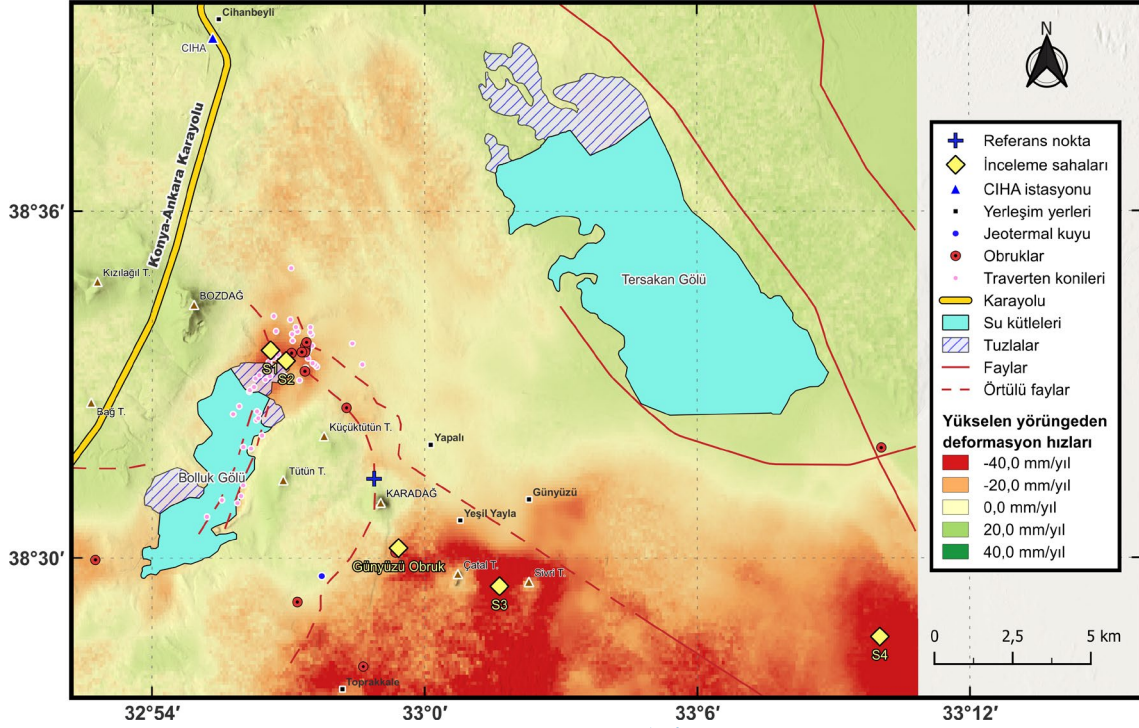 Cihanbeyli
CIHA
Konya-Ankara Karayolu
38°36′
Kızılağıl T.
BOZDAĞ
Tersakan Gölü
S1
S2
Bağ T.
Küçüktütün T.
Yapalı
Bolluk Gölü
Tütün T.
KARADAĞ
Günyüzü
Yeşil Yayla
38°30′
Günyüzü Obruk
Çatal T.
Sivri T.
S3
S4
Toprakkale
32°54′
33°0′
33°6′
33°12′
N
Referans nokta
İnceleme sahaları
CIHA istasyonu
Yerleşim yerleri
Jeotermal kuyu
Obruklar
Traverten konileri
Karayolu
Su kütleleri
Tuzlalar
Faylar
Örtülü faylar
Yükselen yörüngeden
deformasyon hızları
-40,0 mm/yıl
-20,0 mm/yıl
0,0 mm/yıl
20,0 mm/yıl
40,0 mm/yıl
0 2,5 5 km